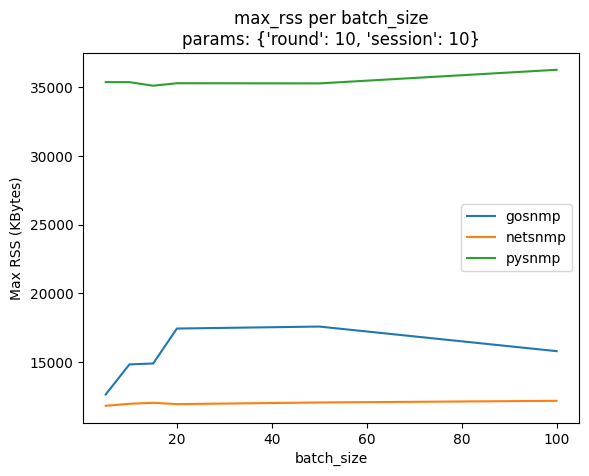 max_rss per batch_size
params: {'round': 10, 'session': 10}
Max RSS (KBytes)
35000
30000
25000
20000
15000
gosnmp
netsnmp
pysnmp
20
40
60
80
100
batch_size